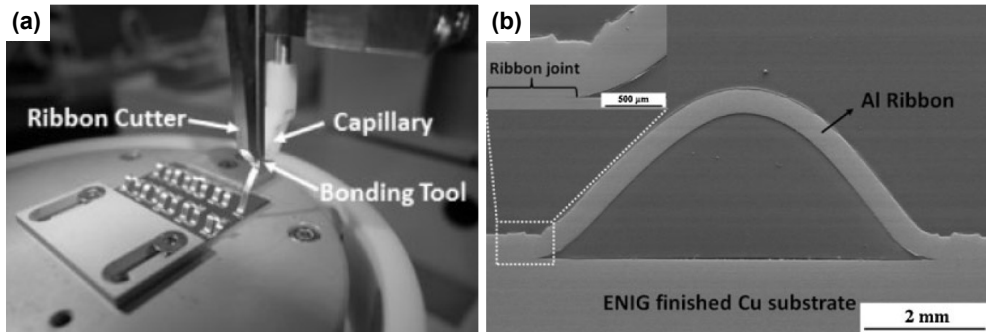 (a)
Ribbon Cutter
Capillary
Bonding Tool
(b)
Ribbon joint
500 μm
Al Ribbon
ENIG finished Cu substrate
2 mm